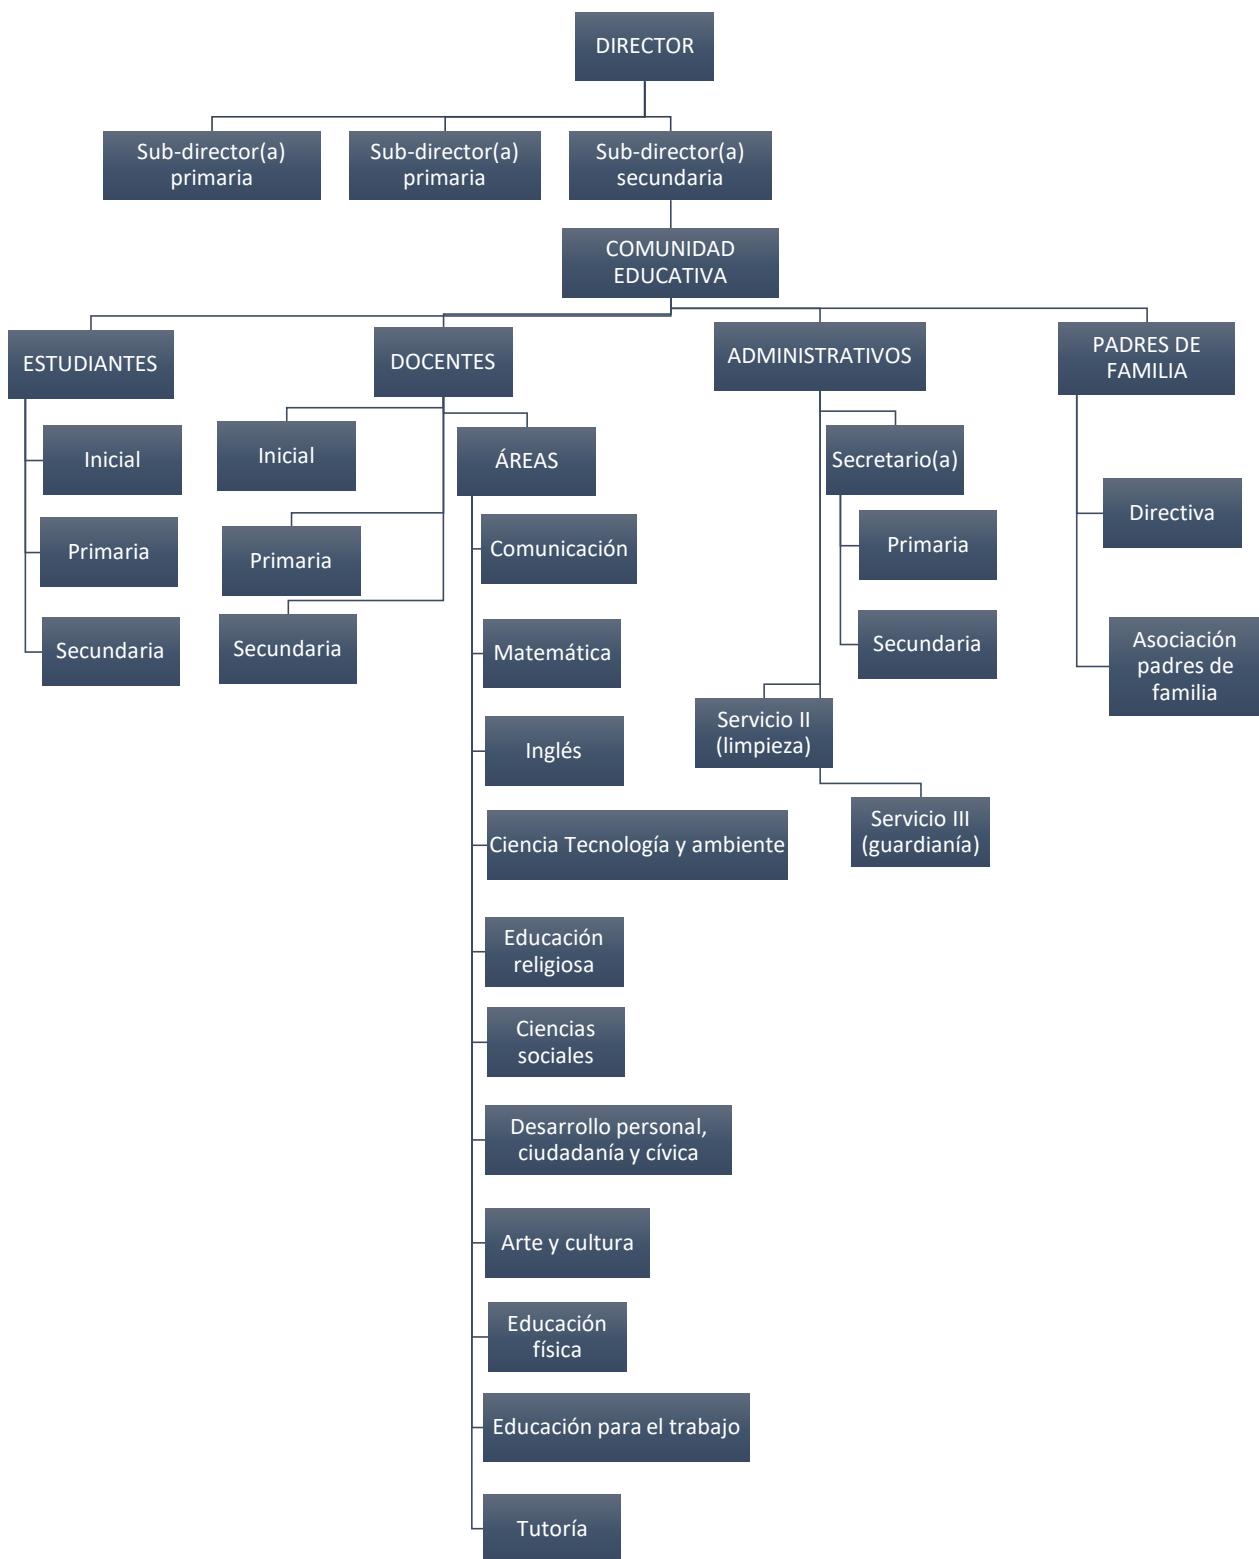 DIRECTOR
Sub-director(a)
primaria
Sub-director(a)
primaria
Sub-director(a)
secundaria
COMUNIDAD
EDUCATIVA
ESTUDIANTES
Inicial
Primaria
Secundaria
DOCENTES
Inicial
Primaria
Secundaria
ÁREAS
Comunicación
Matemática
Inglés
Ciencia Tecnología y ambiente
Educación
religiosa
Ciencias
sociales
Desarrollo personal,
ciudadanía y cívica
Arte y cultura
Educación
física
Educación para el trabajo
Tutoría
ADMINISTRATIVOS
Secretario(a)
Primaria
Secundaria
Servicio II
(limpieza)
Servicio III
(guardianía)
PADRES DE
FAMILIA
Directiva
Asociación
padres de
familia